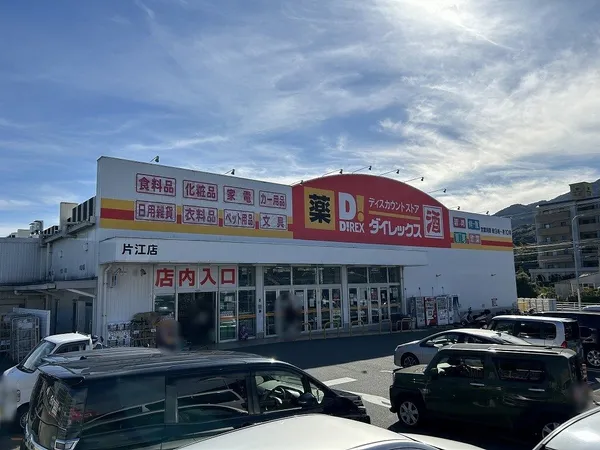 食料品 化粧品 家電 カー用品
日用雑貨 衣料品 ペット用品 文具
薬
D!
DiREX
ディスカウントストア
ダイレックス
酒
片江店
店内入口